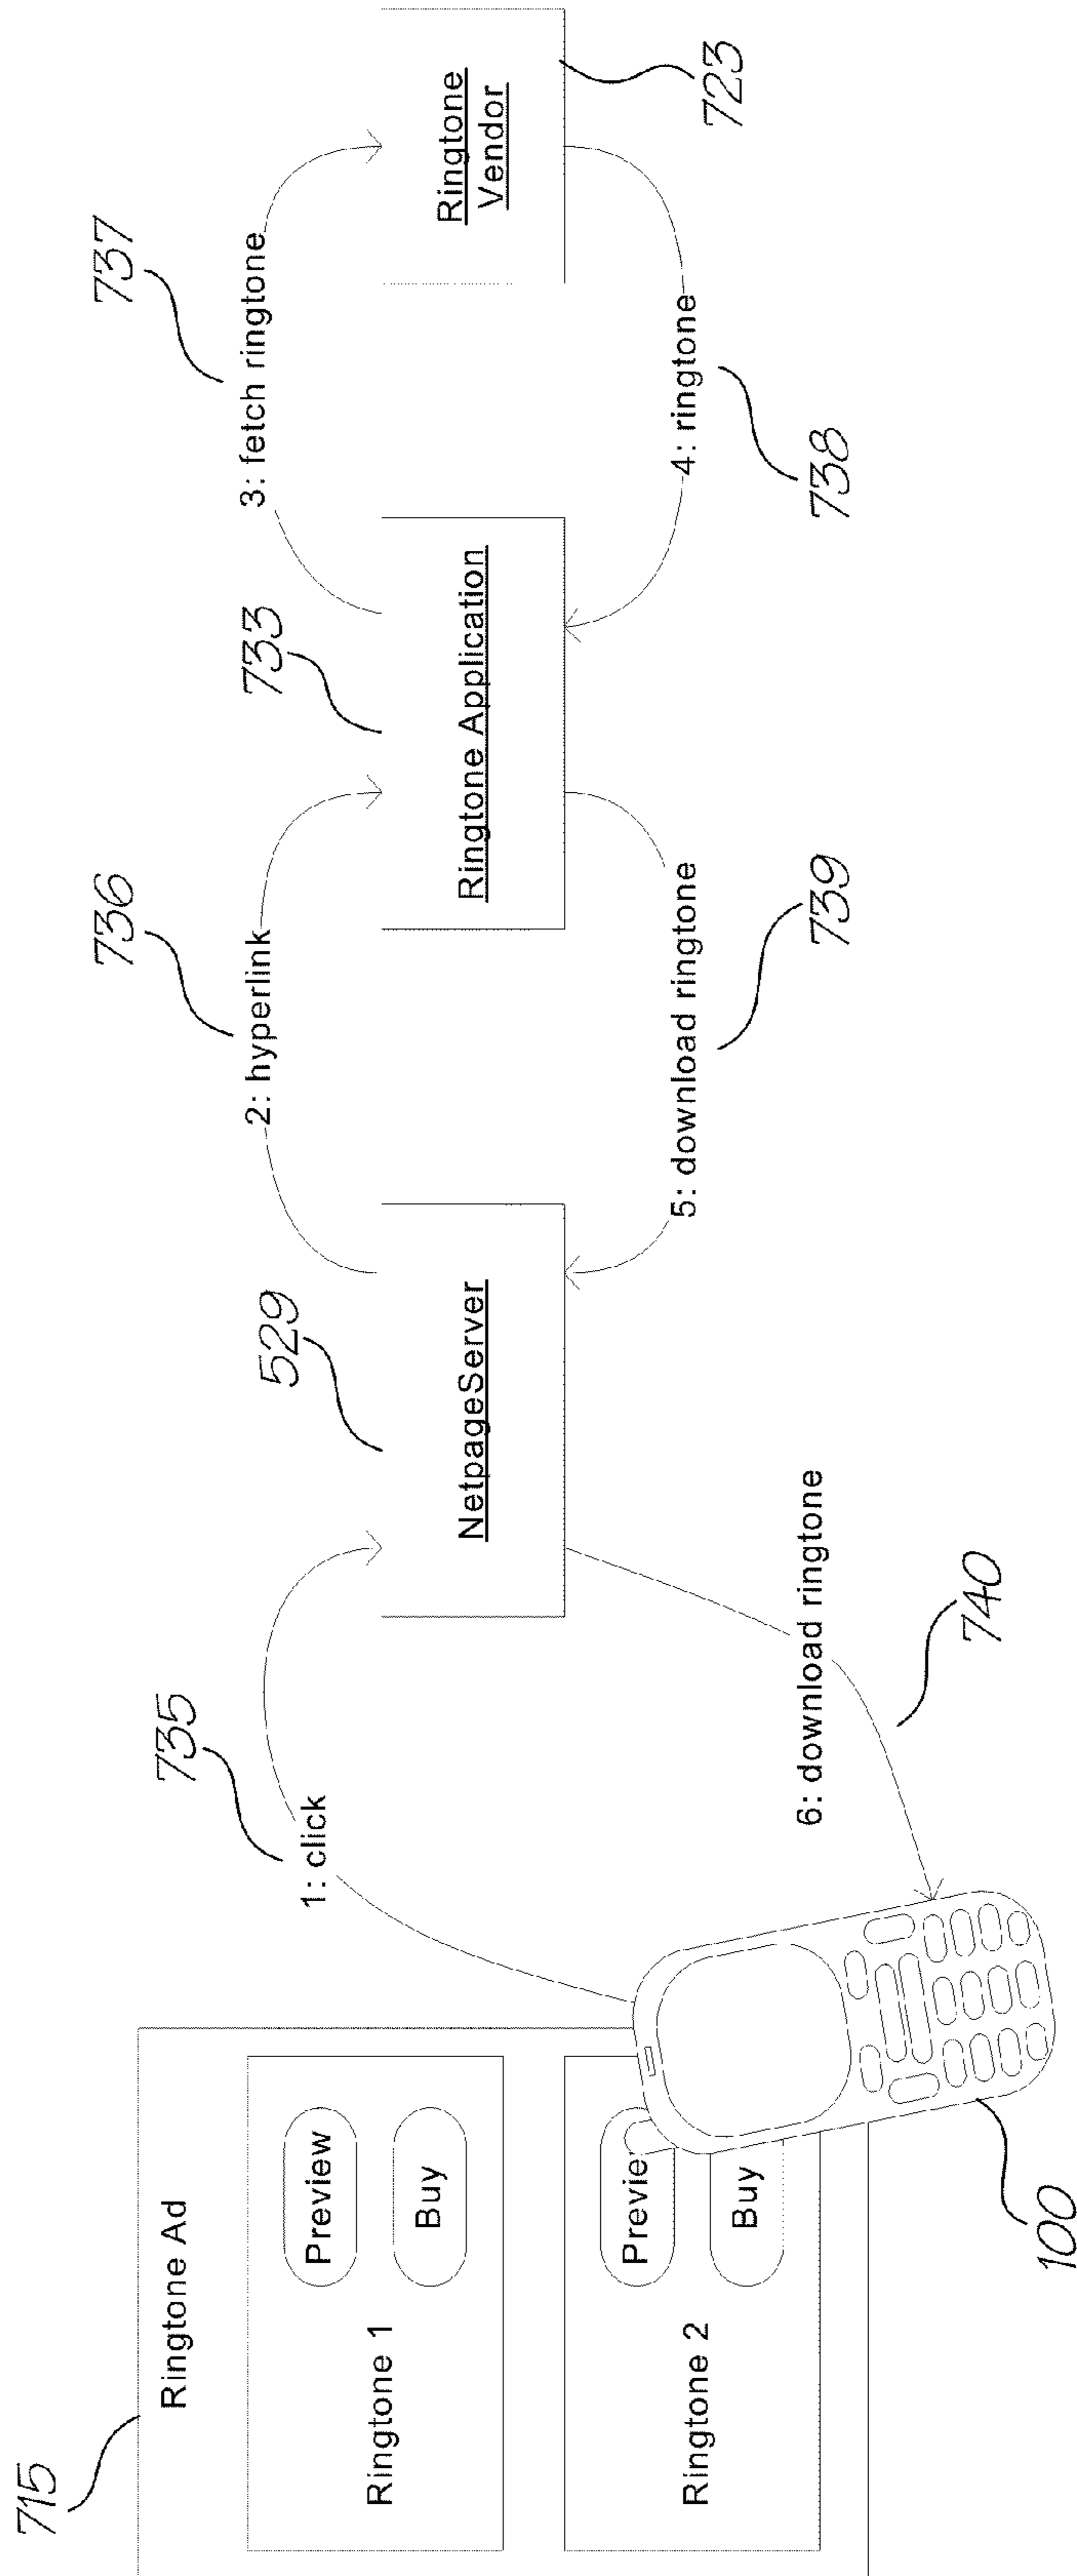 715
Ringtone Ad
Ringtone 1
Preview
Buy
Ringtone 2
Previe
Buy
100
735
1: click
529
NetpageServer
736
2: hyperlink
733
Ringtone Application
737
3: fetch ringtone
Ringtone
Vendor
723
4: ringtone
738
5: download ringtone
739
6: download ringtone
740